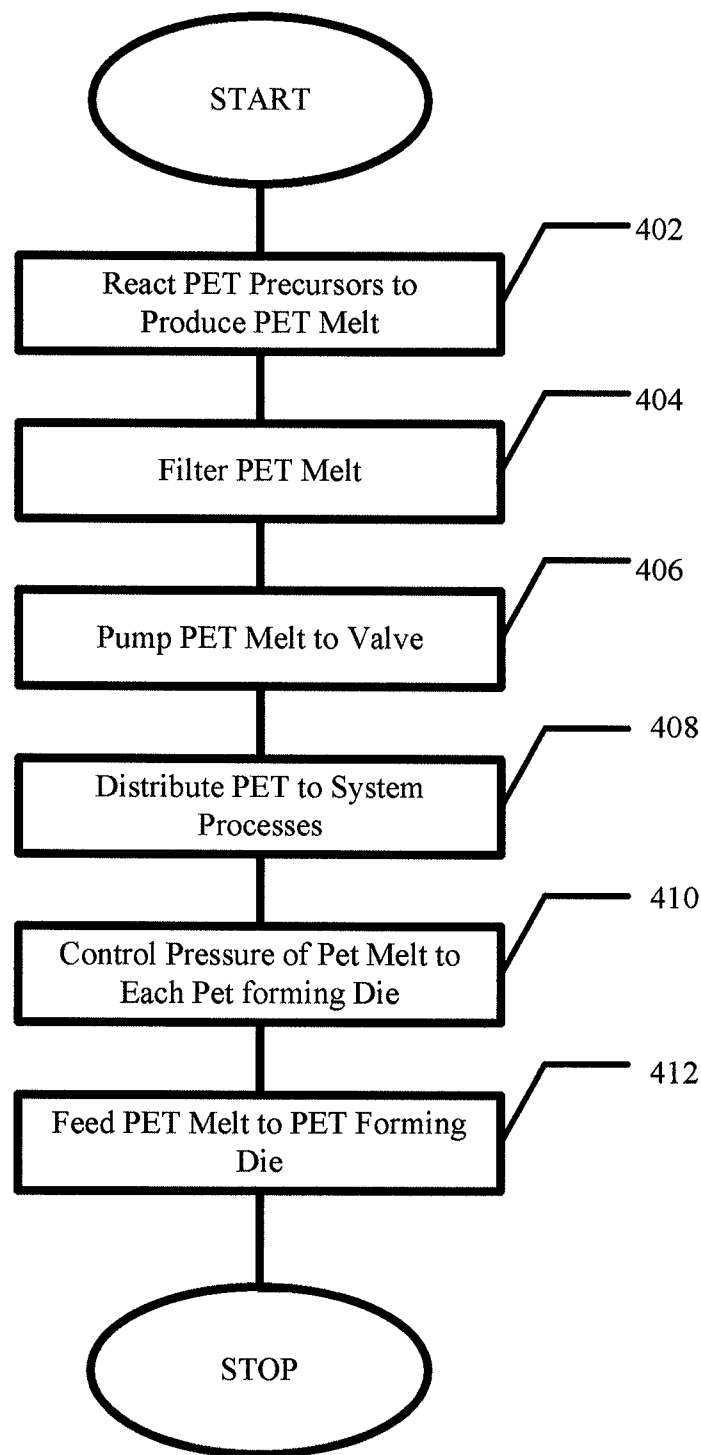 START
402
React PET Precursors to
Produce PET Melt
404
Filter PET Melt
406
Pump PET Melt to Valve
408
Distribute PET to System
Processes
410
Control Pressure of Pet Melt to
Each Pet forming Die
412
Feed PET Melt to PET Forming
Die
STOP